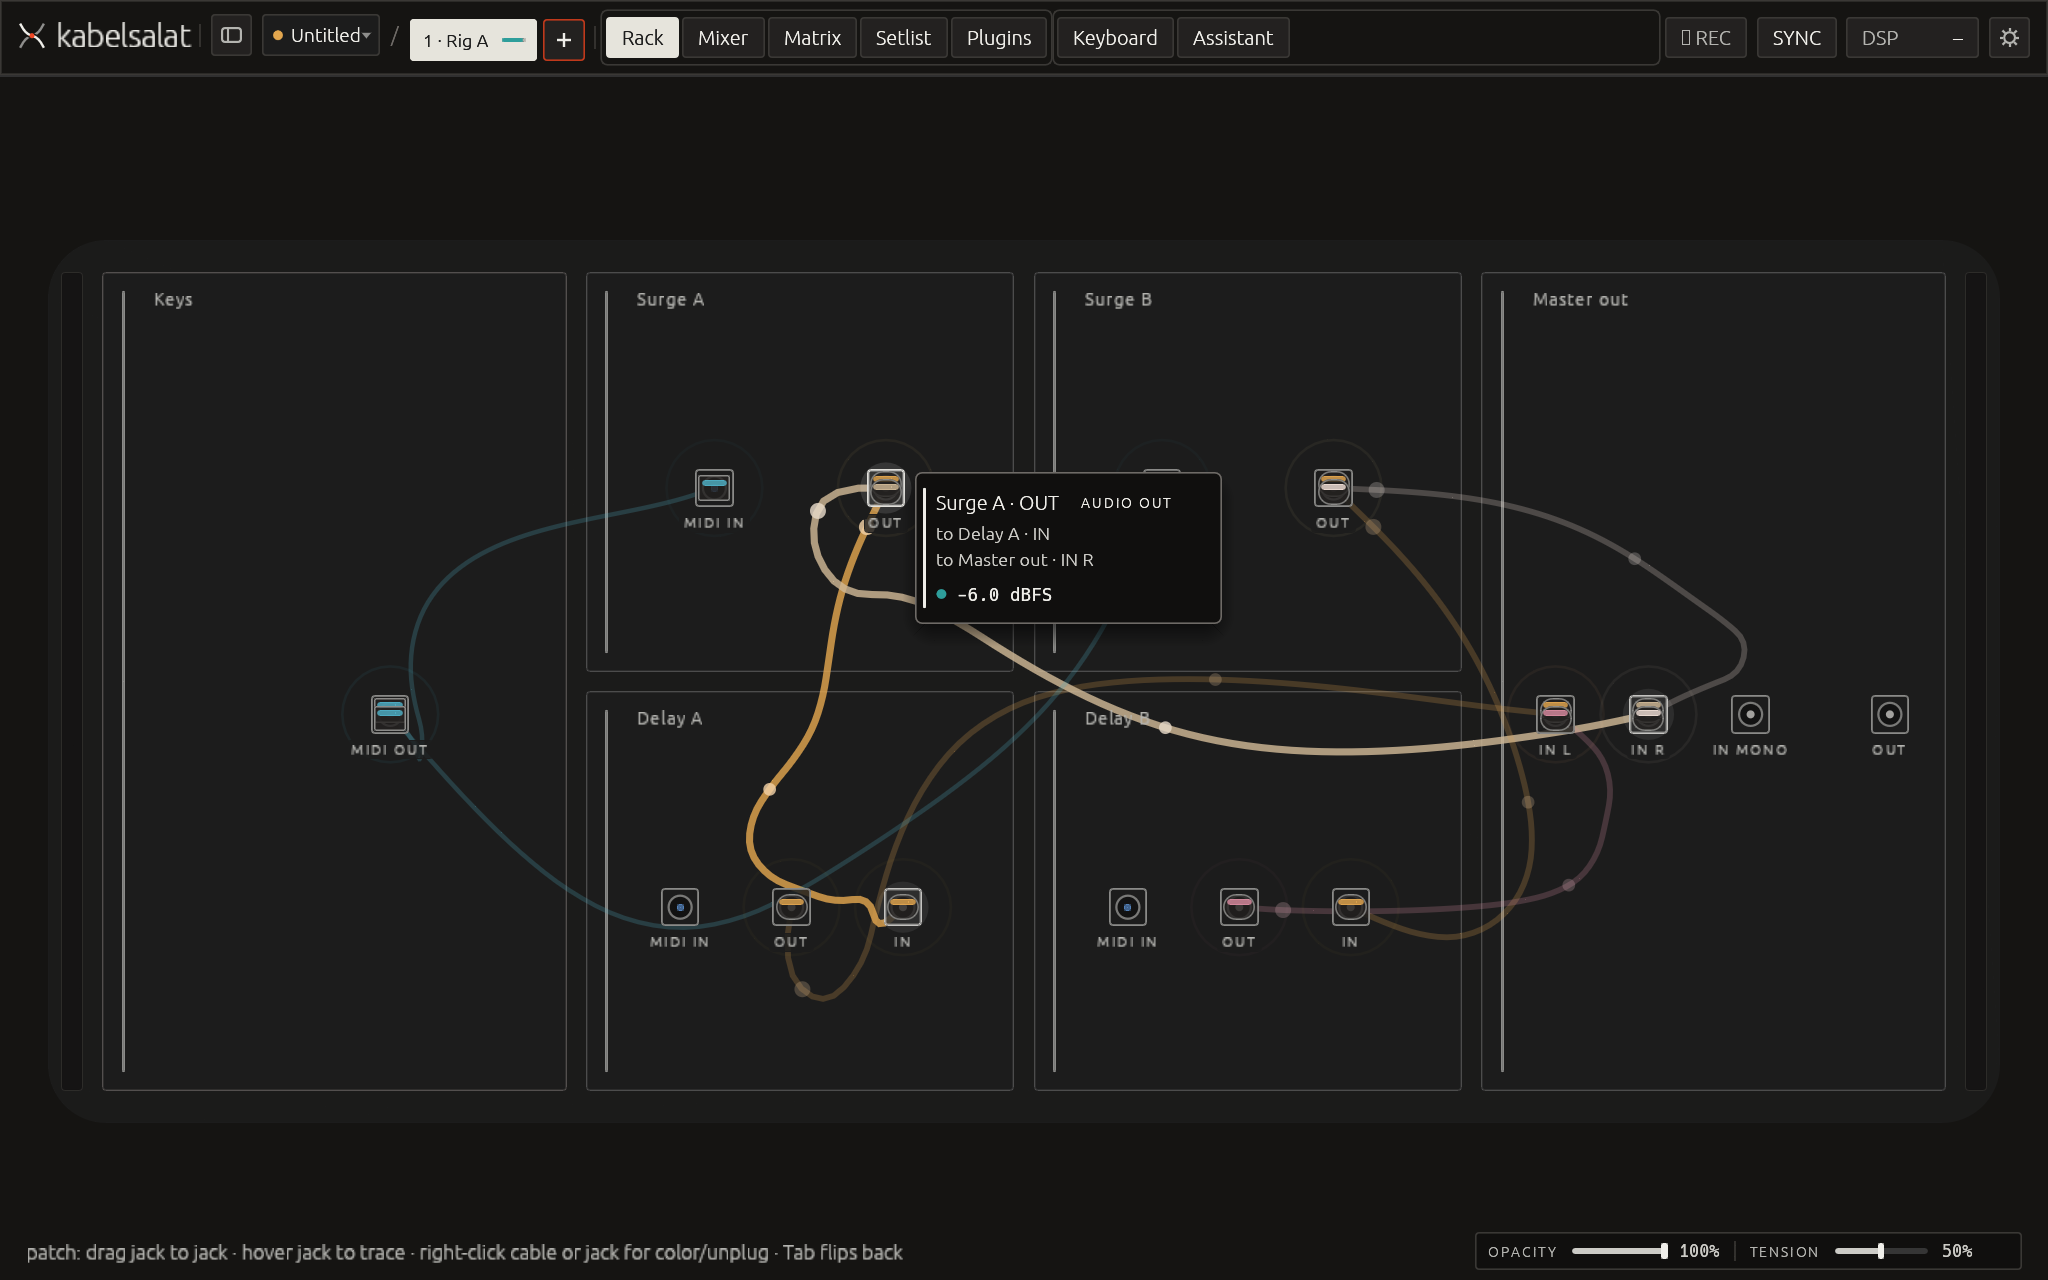 kabelsalat
Untitled
/
1 · Rig A
+
Rack
Mixer
Matrix
Setlist
Plugins
Keyboard
Assistant
REC
SYNC
DSP –
Keys
Surge A
Surge B
Master out
MIDI IN
OUT
OUT
Surge A · OUT AUDIO OUT
to Delay A · IN
to Master out · IN R
-6.0 dBFS
Delay A
Delay B
MIDI OUT
IN L
IN R
IN MONO
OUT
MIDI IN
OUT
IN
MIDI IN
OUT
IN
patch: drag jack to jack · hover jack to trace · right-click cable or jack for color/unplug · Tab flips back
OPACITY 100%
TENSION 50%